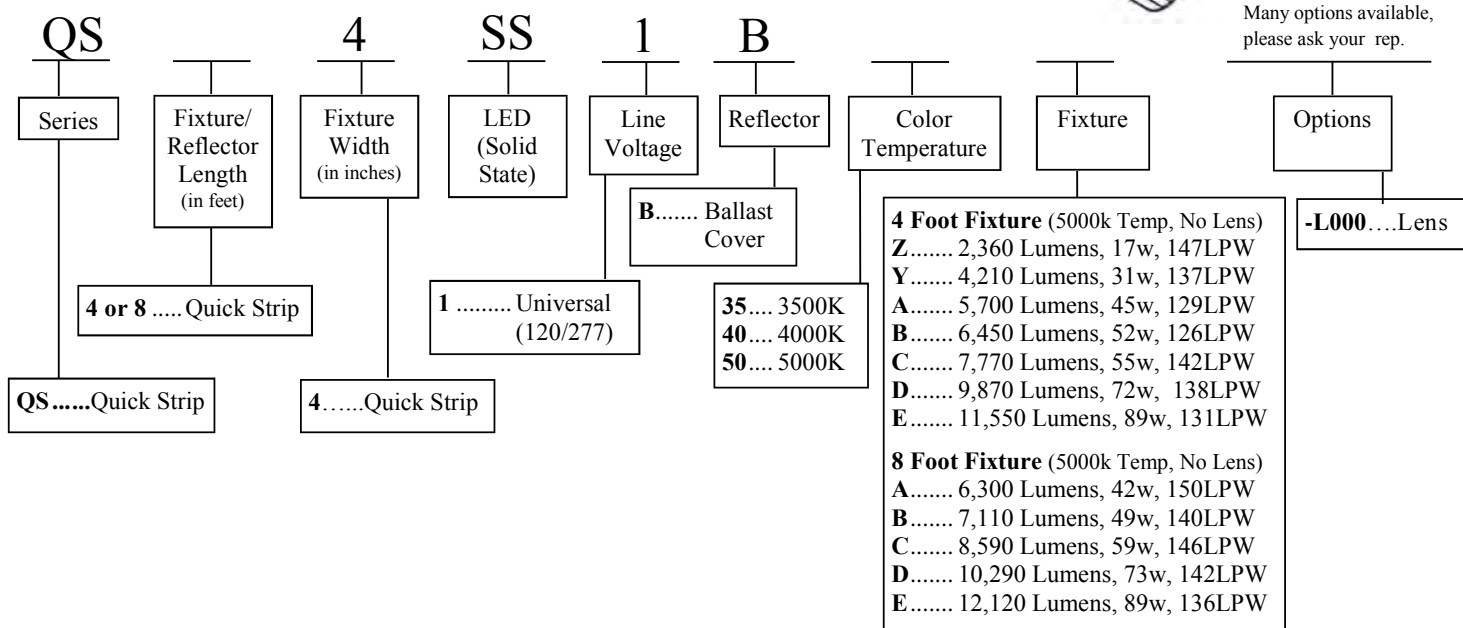 Many options available,
please ask your rep.
QS 4 SS 1 B
Series
Fixture/
Reflector
Length
(in feet)
Fixture
Width
(in inches)
LED
(Solid
State)
Line
Voltage
Reflector
Color
Temperature
Fixture
Options
B....... Ballast
Cover
4 Foot Fixture (5000k Temp, No Lens)
Z....... 2,360 Lumens, 17w, 147LPW
Y....... 4,210 Lumens, 31w, 137LPW
A....... 5,700 Lumens, 45w, 129LPW
B....... 6,450 Lumens, 52w, 126LPW
C....... 7,770 Lumens, 55w, 142LPW
D....... 9,870 Lumens, 72w, 138LPW
E....... 11,550 Lumens, 89w, 131LPW
8 Foot Fixture (5000k Temp, No Lens)
A....... 6,300 Lumens, 42w, 150LPW
B....... 7,110 Lumens, 49w, 140LPW
C....... 8,590 Lumens, 59w, 146LPW
D....... 10,290 Lumens, 73w, 142LPW
E....... 12,120 Lumens, 89w, 136LPW
-L000….Lens
4 or 8 ..... Quick Strip
1 ......... Universal
(120/277)
35.... 3500K
40.... 4000K
50.... 5000K
QS......Quick Strip
4…...Quick Strip